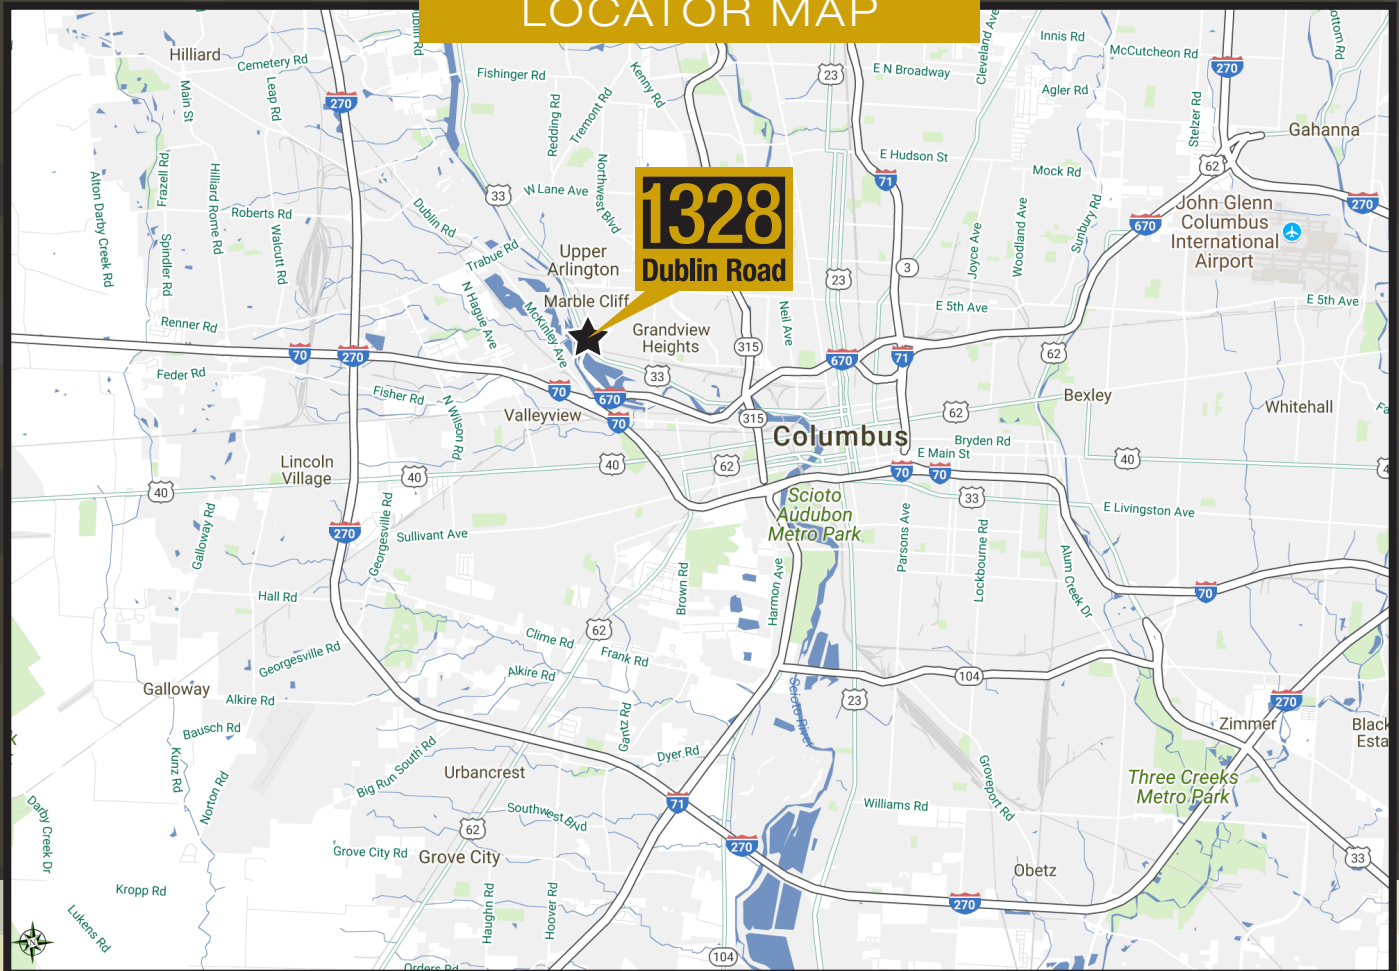 LOCATOR MAP
Hilliard
Cemetery Rd
Leap Rd
Main St
270
Dublin Rd
Fishinger Rd
Kenny Rd
Redding Rd
Tremont Rd
23
E N Broadway
Cleveland Ave
Innis Rd
McCutcheon Rd
270
Agler Rd
Stelzer Rd
Gahanna
Alton Darby Creek Rd
Frazell Rd
Hilliard Rome Rd
Roberts Rd
Walcutt Rd
Spindler Rd
33
W Lane Ave
Northwest Blvd
Dublin Rd
Trabue Rd
Upper
Arlington
1328
Dublin Road
E Hudson St
71
Mock Rd
62
270
John Glenn
Columbus
International
Airport
670
Sunbury Rd
Woodland Ave
Joyce Ave
3
23
E 5th Ave
E 5th Ave
Renner Rd
N Hague Ave
McKinley Ave
Marble Cliff
Grandview
Heights
Neil Ave
315
70
270
670
71
62
Feder Rd
Fisher Rd
N Wilson Rd
70
670
33
Valleyview
70
315
62
Bexley
Whitehall
Columbus
Bryden Rd
E Main St
Lincoln
Village
40
40
40
62
70
70
40
33
Scioto
Audubon
Metro Park
E Livingston Ave
270
Galloway Rd
Georgesville Rd
Sullivant Ave
Parsons Ave
Lockbourne Rd
Alum Creek Dr
70
Hall Rd
Brown Rd
Harmon Ave
Georgesville Rd
Clime Rd
62
Frank Rd
Alkire Rd
104
Galloway
Alkire Rd
Bausch Rd
Kunz Rd
Norton Rd
Gantz Rd
Dyer Rd
Scioto River
23
270
Zimmer
Black
Esta
k
Big Run South Rd
Urbancrest
Groveport Rd
Three Creeks
Metro Park
Darby Creek Dr
71
Southwest Blvd
62
Williams Rd
Grove City Rd
Grove City
270
33
Obetz
Kropp Rd
Haughn Rd
Hoover Rd
270
Lukens Rd
N
104
Orders Rd